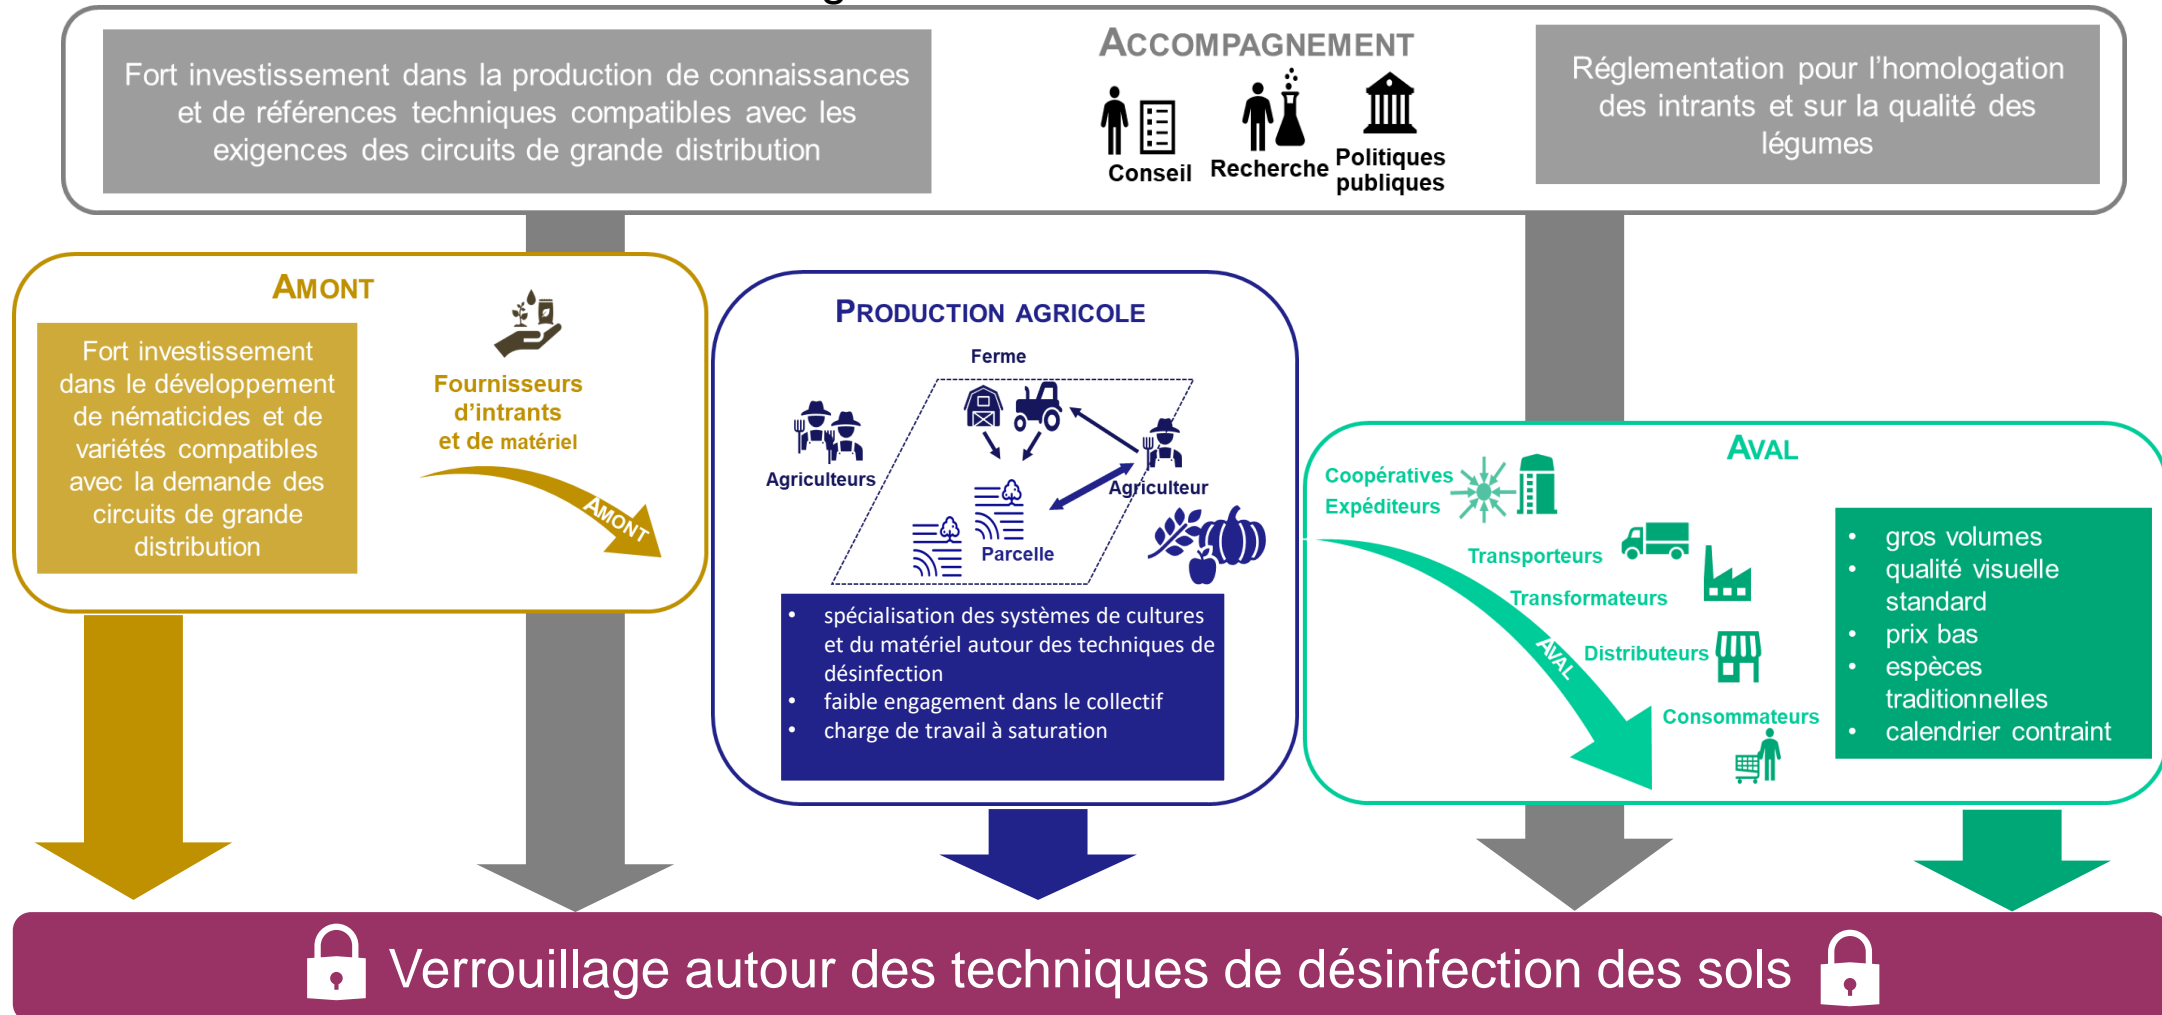 g
Fort investissement dans la production de connaissances
et de références techniques compatibles avec les
exigences des circuits de grande distribution
ACCOMPAGNEMENT
Conseil
Recherche
Politiques
publiques
Réglementation pour l'homologation
des intrants et sur la qualité des
légumes
AMONT
Fort investissement
dans le développement
de nématicides et de
variétés compatibles
avec la demande des
circuits de grande
distribution
Fournisseurs
d'intrants
et de matériel
AMONT
PRODUCTION AGRICOLE
Ferme
Agriculteurs
Agriculteur
Parcelle
• spécialisation des systèmes de cultures
et du matériel autour des techniques de
désinfection
• faible engagement dans le collectif
• charge de travail à saturation
AVAL
Coopératives
Expéditeurs
Transporteurs
Transformateurs
Distributeurs
Consommateurs
AVAL
• gros volumes
• qualité visuelle
standard
• prix bas
• espèces
traditionnelles
• calendrier contraint
Verrouillage autour des techniques de désinfection des sols